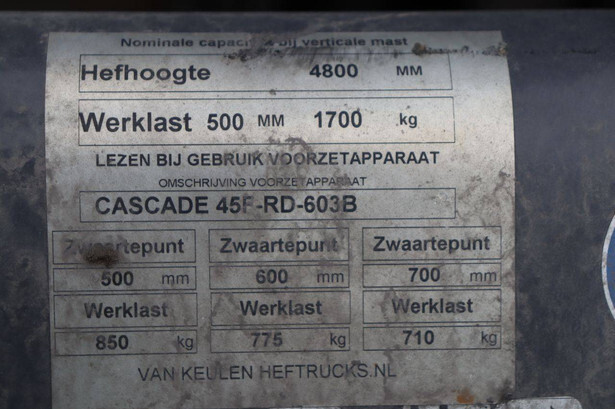 Nominale capaciteit bij verticale mast
Hefhoogte 4800 MM
Werklast 500 MM 1700 kg
LEZEN BIJ GEBRUIK VOORZETAPPARAAT
OMSCHRIJVING VOORZETAPPARAAT
CASCADE 45F-RD-603B
Zwaartepunt Zwaartepunt Zwaartepunt
500 mm 600 mm 700 mm
Werklast Werklast Werklast
850 kg 775 kg 710 kg
VAN KEULEN HEFTRUCKS.NL